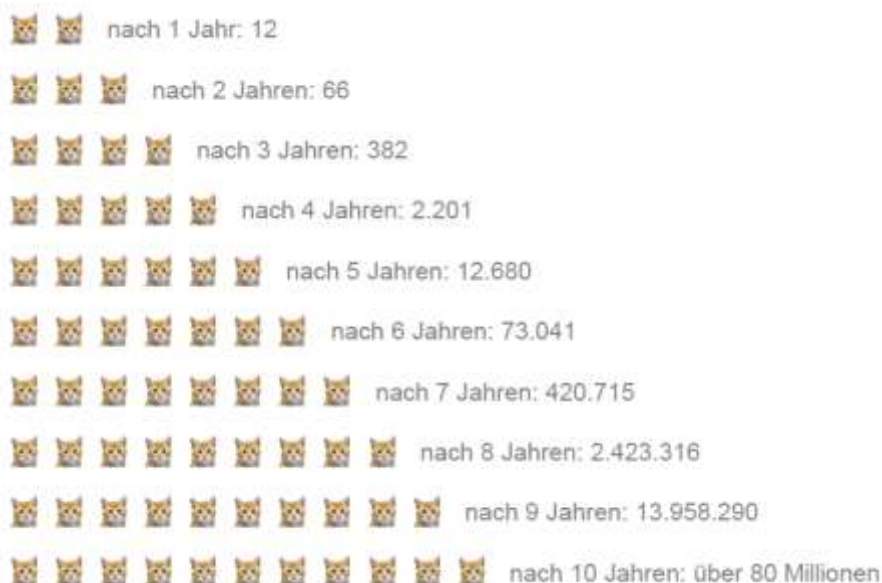 nach 1 Jahr: 12
nach 2 Jahren: 66
nach 3 Jahren: 382
nach 4 Jahren: 2.201
nach 5 Jahren: 12.680
nach 6 Jahren: 73.041
nach 7 Jahren: 420.715
nach 8 Jahren: 2.423.316
nach 9 Jahren: 13.958.290
nach 10 Jahren: über 80 Millionen